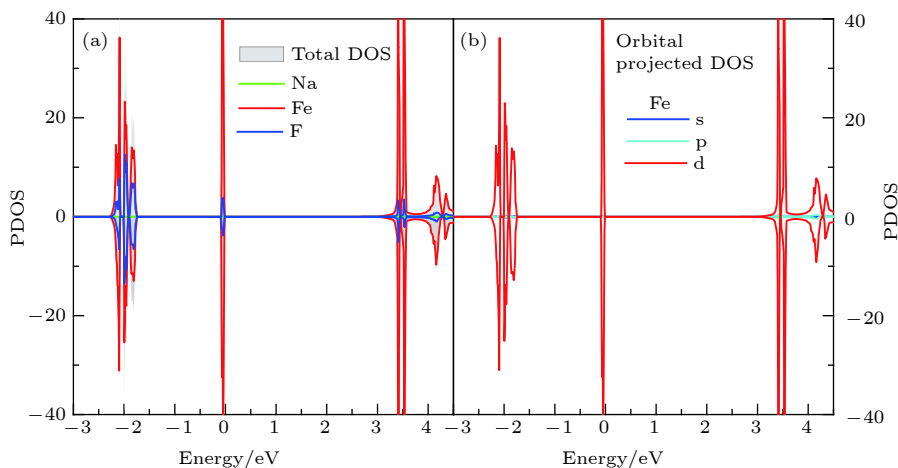 40
(a)
Total DOS
Na
Fe
F
20
0
−20
−40
PDOS
−3
−2
−1
0
1
2
3
4
Energy/eV
(b)
Orbital
projected DOS
Fe
s
p
d
−3
−2
−1
0
1
2
3
4
Energy/eV
40
20
0
−20
−40
PDOS